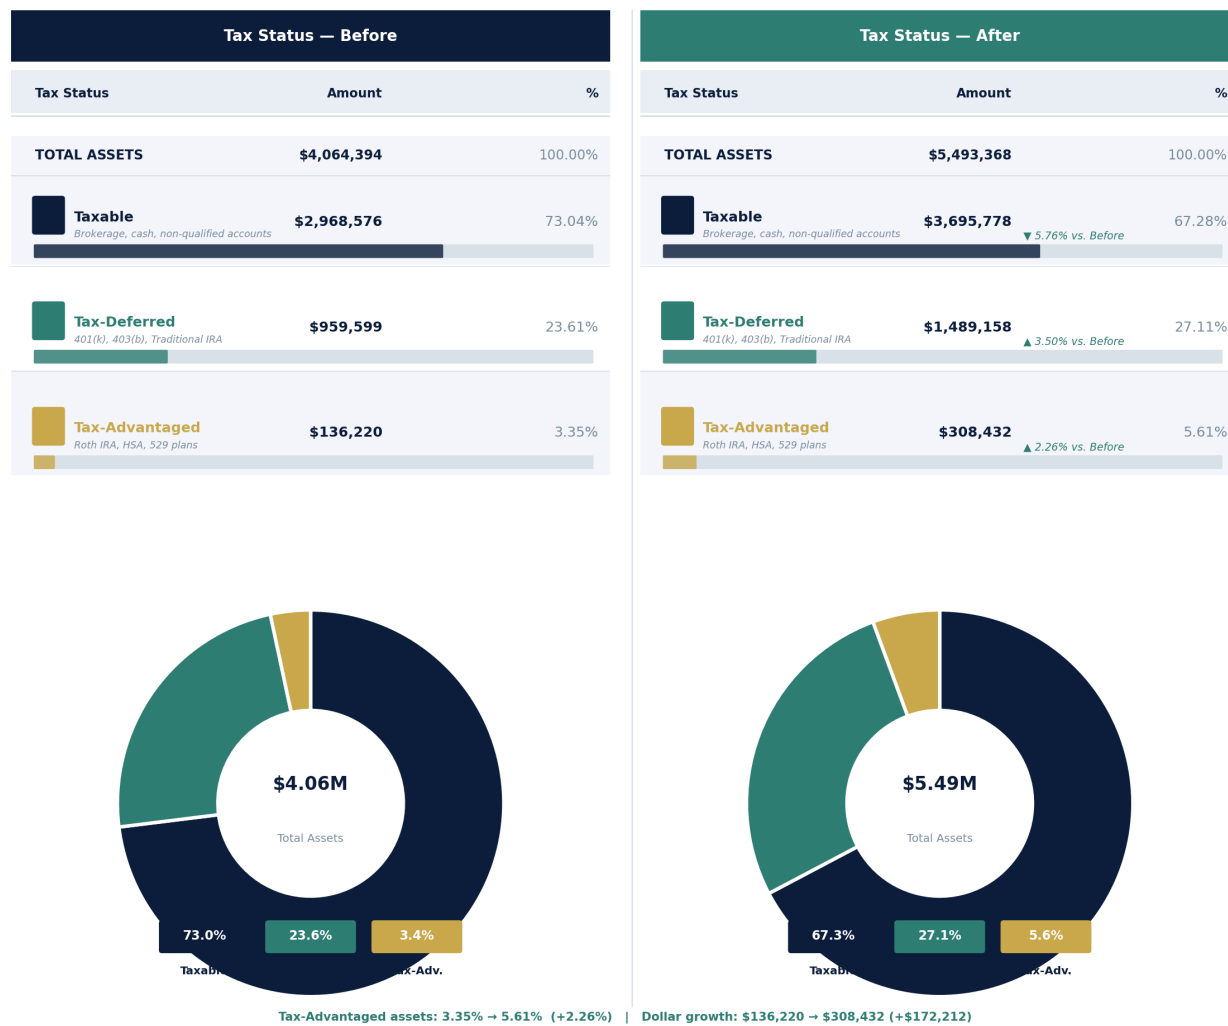 Tax Status — Before
Tax Status Amount %
TOTAL ASSETS $4,064,394 100.00%
Taxable $2,968,576 73.04%
Brokerage, cash, non-qualified accounts
Tax-Deferred $959,599 23.61%
401(k), 403(b), Traditional IRA
Tax-Advantaged $136,220 3.35%
Roth IRA, HSA, 529 plans
$4.06M
Total Assets
73.0% 23.6% 3.4%
Tax Status — After
Tax Status Amount %
TOTAL ASSETS $5,493,368 100.00%
Taxable $3,695,778 67.28%
Brokerage, cash, non-qualified accounts ▼ 5.76% vs. Before
Tax-Deferred $1,489,158 27.11%
401(k), 403(b), Traditional IRA ▲ 3.50% vs. Before
Tax-Advantaged $308,432 5.61%
Roth IRA, HSA, 529 plans ▲ 2.26% vs. Before
$5.49M
Total Assets
67.3% 27.1% 5.6%
Tax-Advantaged assets: 3.35% → 5.61% (+2.26%) | Dollar growth: $136,220 → $308,432 (+$172,212)